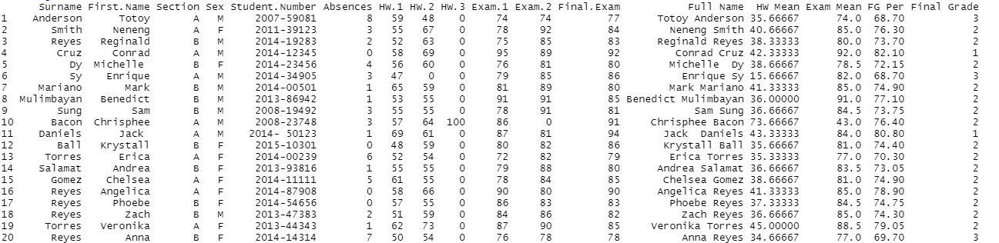 Surname First.Name Section Sex Student.Number Absences HW.1 HW.2 HW.3 Exam.1 Exam.2 Final.Exam Full Name HW Mean Exam Mean FG Per Final Grade
1 Anderson Totoy A M 2007-59081 8 59 48 0 74 74 77 Totoy Anderson 35.66667 74.0 68.70 3
2 Smith Neneng A F 2011-39123 3 55 67 0 78 92 84 Neneng Smith 40.66667 85.0 76.30 2
3 Reyes Reginald B M 2014-19283 2 52 63 0 75 85 83 Reginald Reyes 38.33333 80.0 73.70 2
4 Cruz Conrad A M 2014-12345 0 58 69 0 95 89 92 Conrad Cruz 42.33333 92.0 82.10 1
5 Dy Michelle B F 2014-23456 4 56 60 0 76 81 80 Michelle Dy 38.66667 78.5 72.15 2
6 Sy Enrique A M 2014-34905 3 47 0 0 79 85 86 Enrique Sy 15.66667 82.0 68.70 3
7 Mariano Mark B M 2014-00501 1 65 59 0 81 89 80 Mark Mariano 41.33333 85.0 74.90 2
8 Mulimbayan Benedict B M 2013-86942 1 53 55 0 91 91 85 Benedict Mulimbayan 36.00000 91.0 77.10 2
9 Sung Sam B M 2008-19492 3 55 55 0 78 91 81 Sam Sung 36.66667 84.5 73.75 2
10 Bacon Chrisphee A M 2008-23748 3 57 64 100 86 0 91 Chrisphee Bacon 73.66667 43.0 76.40 2
11 Daniels Jack A M 2014- 50123 1 69 61 0 87 81 94 Jack Daniels 43.33333 84.0 80.80 1
12 Ball Krystall B F 2015-10301 0 48 59 0 80 82 86 Krystall Ball 35.66667 81.0 74.40 2
13 Torres Erica A F 2014-00239 6 52 54 0 72 82 79 Erica Torres 35.33333 77.0 70.30 2
14 Salamat Andrea B F 2013-93816 1 55 55 0 79 88 80 Andrea Salamat 36.66667 83.5 73.05 2
15 Gomez Chelsea A F 2014-11111 5 61 55 0 78 84 85 Chelsea Gomez 38.66667 81.0 74.90 2
16 Reyes Angelica A F 2014-87908 0 58 66 0 90 80 90 Angelica Reyes 41.33333 85.0 78.90 2
17 Reyes Phoebe B F 2014-54656 0 57 55 0 86 83 83 Phoebe Reyes 37.33333 84.5 74.75 2
18 Reyes Zach B M 2013-47383 2 51 59 0 84 86 82 Zach Reyes 36.66667 85.0 74.30 2
19 Torres Veronika A F 2013-44343 1 62 73 0 87 90 85 Veronika Torres 45.00000 88.5 79.05 2
20 Reyes Anna B F 2014-14314 7 50 54 0 76 78 78 Anna Reyes 34.66667 77.0 69.70 3